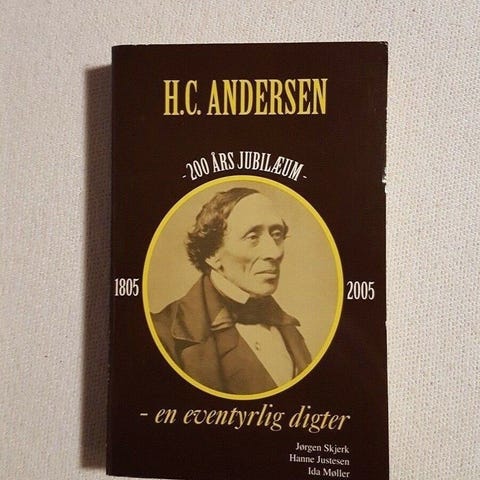 H.C. ANDERSEN
- 200 ÅRS JUBILÆUM -
1805
2005
- en eventyrlig digter
Jørgen Skjerk
Hanne Justesen
Ida Møller